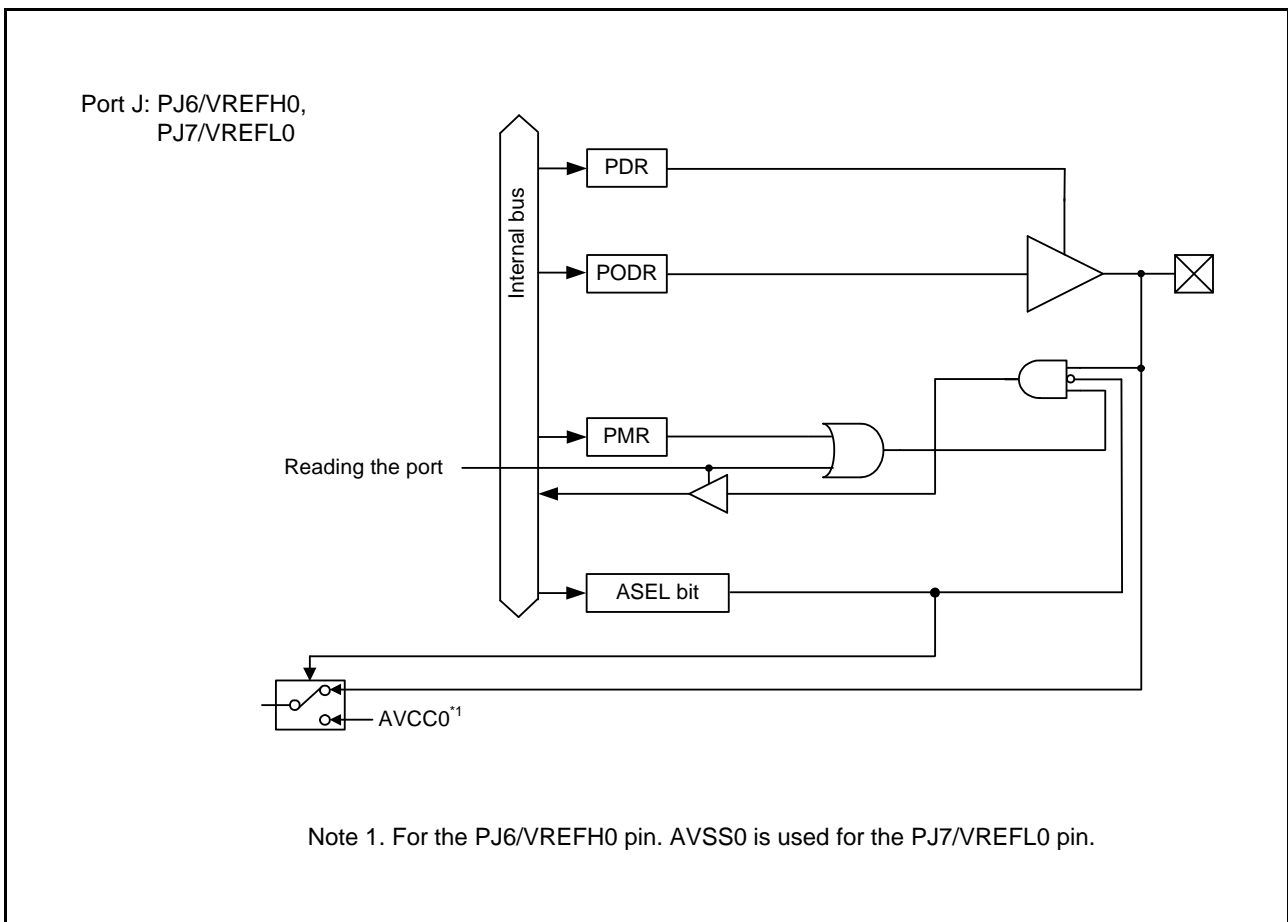 Port J: PJ6/VREFH0,
PJ7/VREFL0
Internal bus
PDR
PODR
PMR
Reading the port
ASEL bit
AVCC0*1
Note 1. For the PJ6/VREFH0 pin. AVSS0 is used for the PJ7/VREFL0 pin.